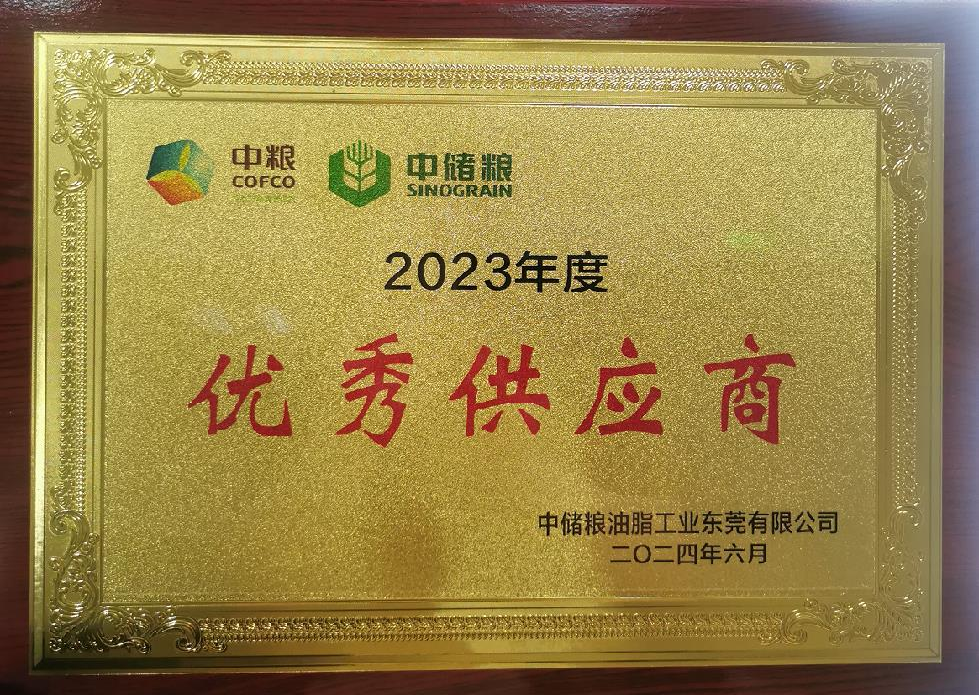 中粮
COFCO
中储粮
SINOGRAIN
2023年度
优秀供应商
中储粮油脂工业东莞有限公司
二〇二四年六月